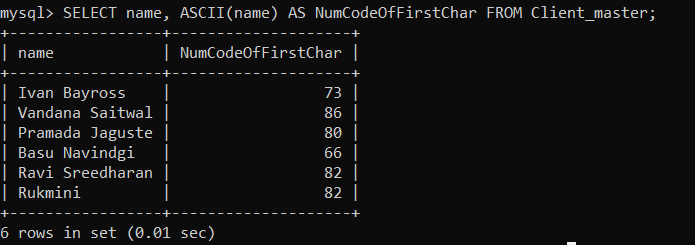 mysql> SELECT name, ASCII(name) AS NumCodeOfFirstChar FROM Client_master;
+-----------------+--------------------+
| name            | NumCodeOfFirstChar |
+-----------------+--------------------+
| Ivan Bayross    |                 73 |
| Vandana Saitwal |                 86 |
| Pramada Jaguste |                 80 |
| Basu Navindgi   |                 66 |
| Ravi Sreedharan |                 82 |
| Rukmini         |                 82 |
+-----------------+--------------------+
6 rows in set (0.01 sec)